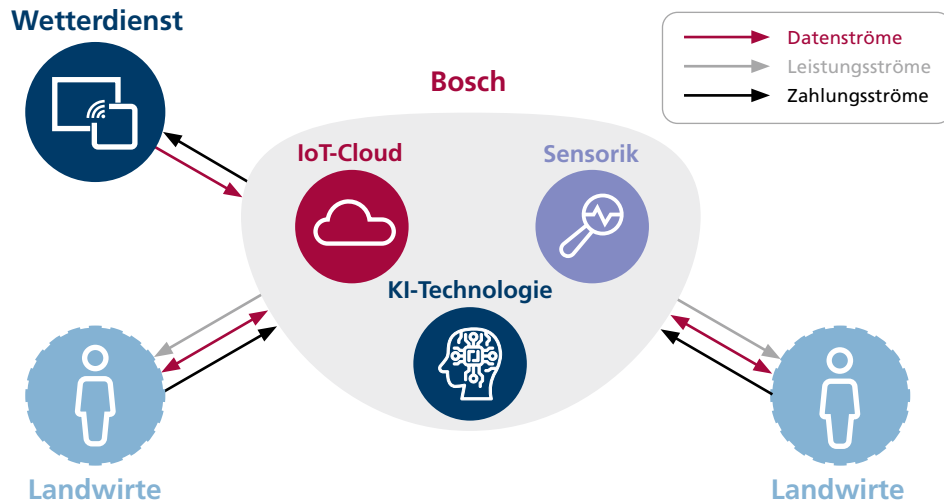 Wetterdienst
Datenströme
Leistungsströme
Zahlungsströme
Bosch
IoT-Cloud
Sensorik
KI-Technologie
Landwirte
Landwirte